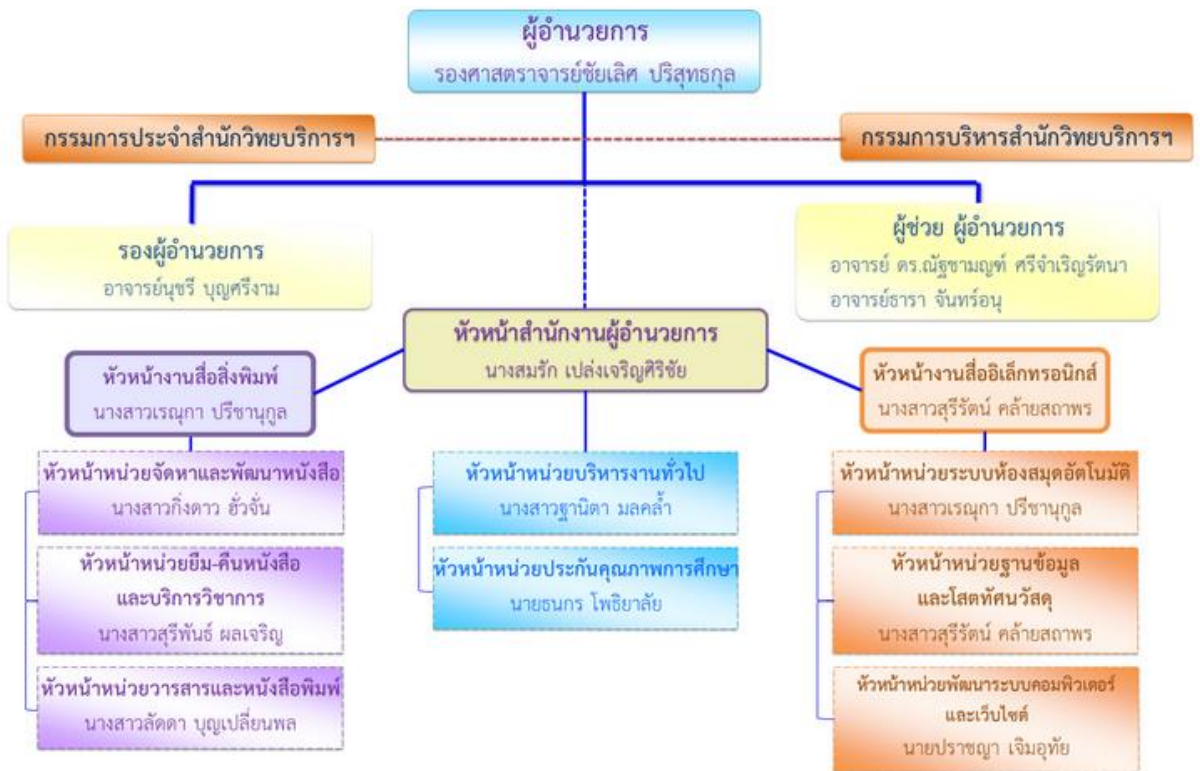 ผู้อำนวยการ
รองศาสตราจารย์ชัยเลิศ ปริสุทธกุล
กรรมการประจำสำนักวิทยบริการฯ
กรรมการบริหารสำนักวิทยบริการฯ
รองผู้อำนวยการ
อาจารย์นุชรี บุญศรีงาม
ผู้ช่วย ผู้อำนวยการ
อาจารย์ ดร.ณัฐชามญฑ์ ศรีจำเริญรัตนา
อาจารย์ธารา จันทร์อนุ
หัวหน้าสำนักงานผู้อำนวยการ
นางสมรัก เปล่งเจริญศิริชัย
หัวหน้างานสื่อสิ่งพิมพ์
นางสาวเรณุกา ปรีชานุกูล
หัวหน้างานสื่ออิเล็กทรอนิกส์
นางสาวสุรีรัตน์ คล้ายสถาพร
หัวหน้าหน่วยจัดหาและพัฒนาหนังสือ
นางสาวกิ่งดาว ฮั่วจั่น
หัวหน้าหน่วยยืม-คืนหนังสือ
และบริการวิชาการ
นางสาวสุรีพันธ์ ผลเจริญ
หัวหน้าหน่วยวารสารและหนังสือพิมพ์
นางสาวลัดดา บุญเปลี่ยนพล
หัวหน้าหน่วยบริหารงานทั่วไป
นางสาวฐานิตา มลคล้ำ
หัวหน้าหน่วยประกันคุณภาพการศึกษา
นายธนกร โพธิยาลัย
หัวหน้าหน่วยระบบห้องสมุดอัตโนมัติ
นางสาวเรณุกา ปรีชานุกูล
หัวหน้าหน่วยฐานข้อมูล
และโสตทัศนวัสดุ
นางสาวสุรีรัตน์ คล้ายสถาพร
หัวหน้าหน่วยพัฒนาระบบคอมพิวเตอร์
และเว็บไซต์
นายปราชญา เจิมอุทัย